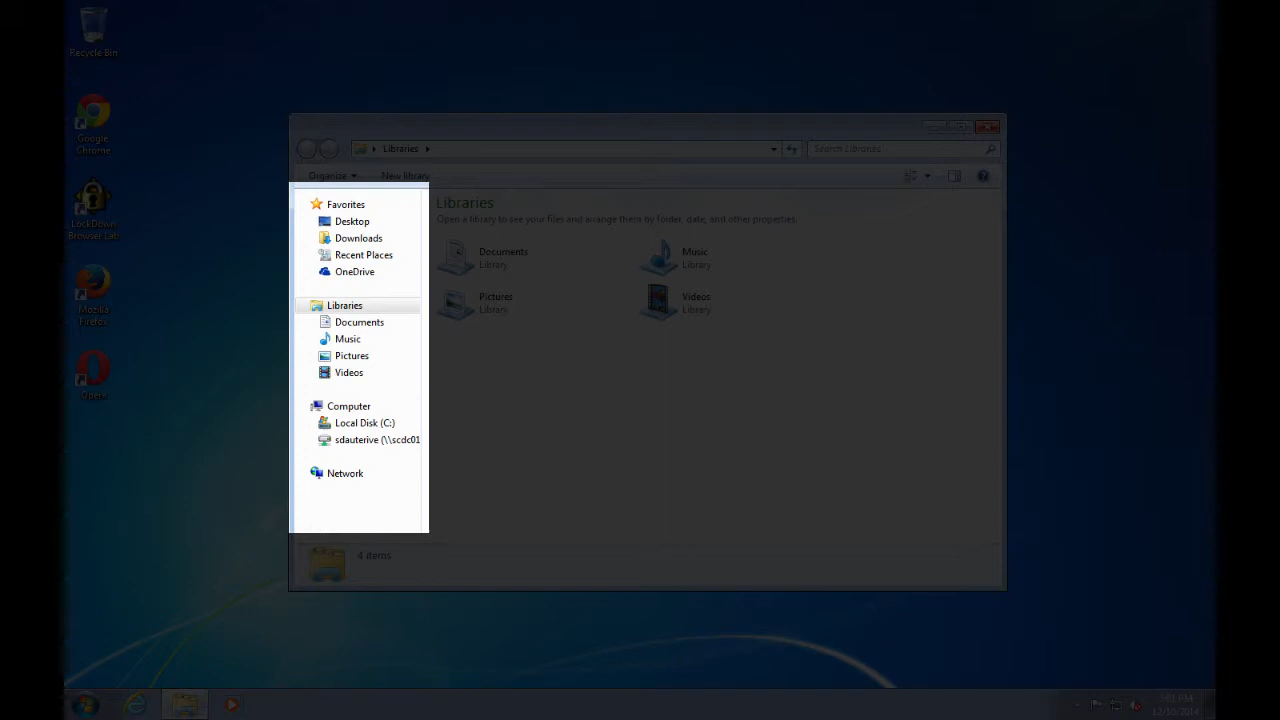 Recycle Bin
Google
Chrome
LockDown
Browser Lab
Mozilla
Firefox
Opera
Libraries
Search Libraries
Organize
New library
Favorites
Desktop
Downloads
Recent Places
OneDrive
Libraries
Documents
Music
Pictures
Videos
Computer
Local Disk (C:)
sdauterive (\\scdc01
Network
Libraries
Open a library to see your files and arrange them by folder, date, and other properties.
Documents
Library
Music
Library
Pictures
Library
Videos
Library
4 items
12/10/2014